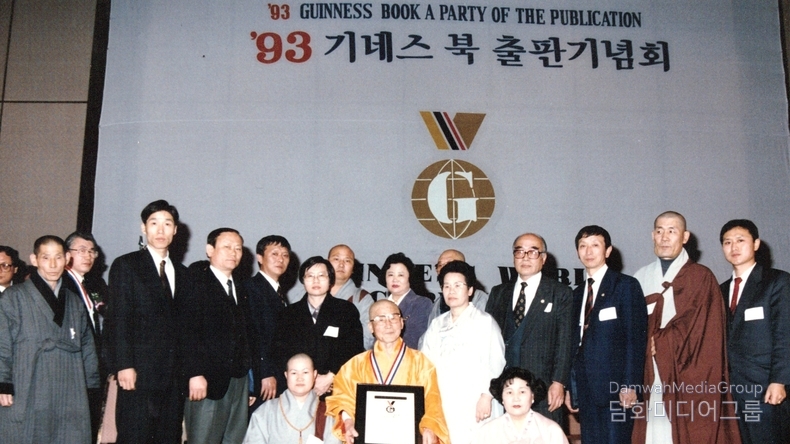 '93 GUINNESS BOOK A PARTY OF THE PUBLICATION
'93 기네스 북 출판기념회
G
G
DamwhaMediaGroup
담화미디어그룹